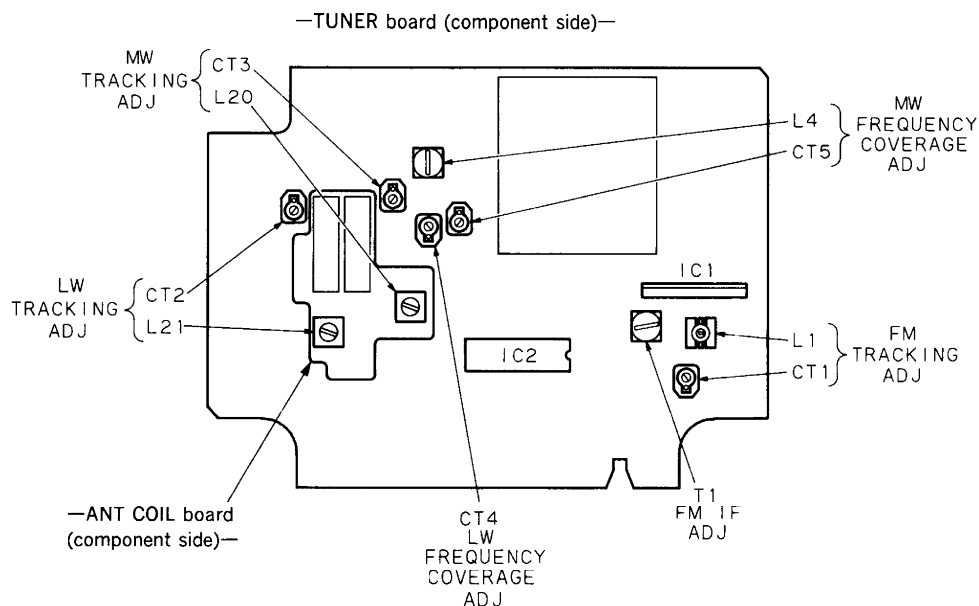 —TUNER board (component side)—
MW
TRACKING
ADJ
CT3
L20
L4
CT5
MW
FREQUENCY
COVERAGE
ADJ
LW
TRACKING
ADJ
CT2
L21
IC1
IC2
L1
CT1
FM
TRACKING
ADJ
—ANT COIL board
(component side)—
CT4
LW
FREQUENCY
COVERAGE
ADJ
T1
FM IF
ADJ